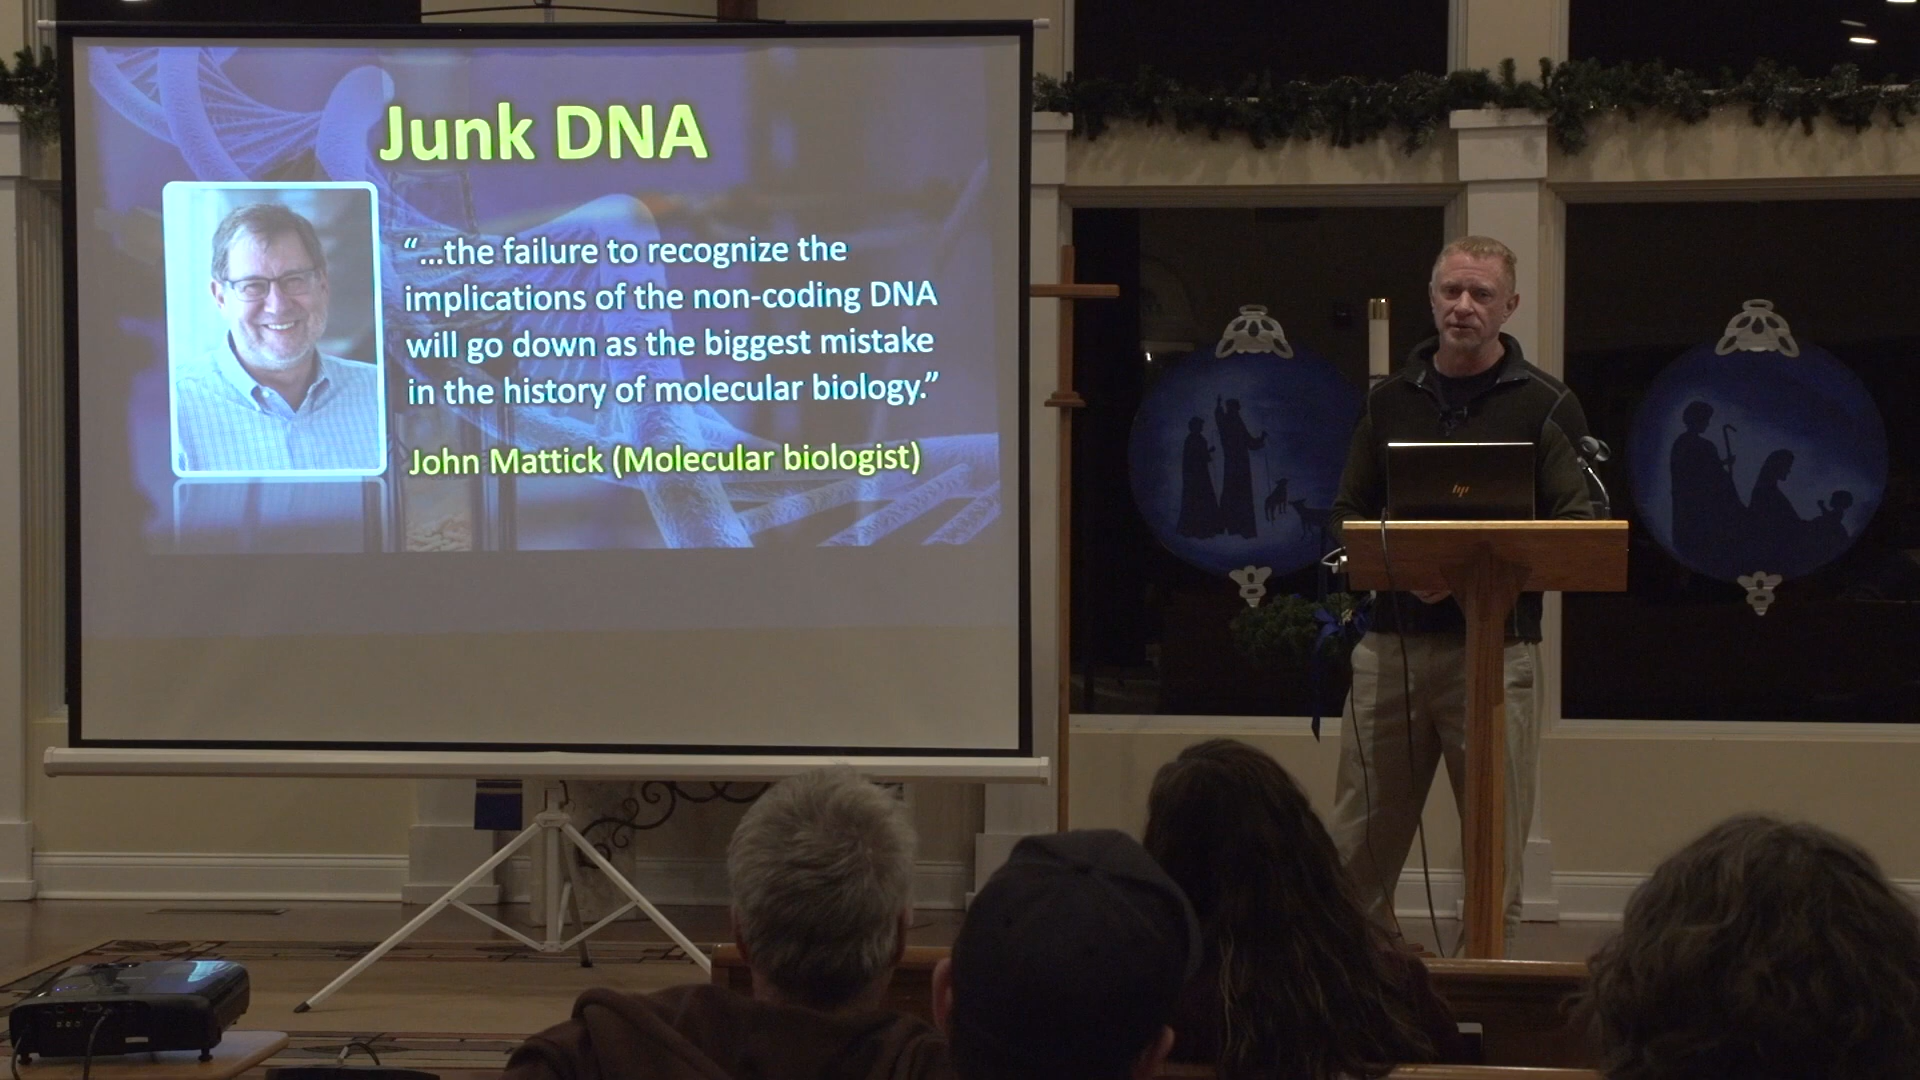 Junk DNA
“...the failure to recognize the
implications of the non-coding DNA
will go down as the biggest mistake
in the history of molecular biology.”
John Mattick (Molecular biologist)
hp